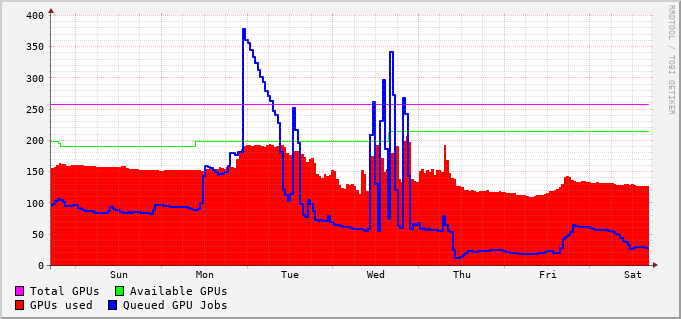 400
350
300
250
200
150
100
50
0
Sun Mon Tue Wed Thu Fri Sat
Total GPUs Available GPUs
GPUs used Queued GPU Jobs
RRDTOOL / TOBI OETIKER